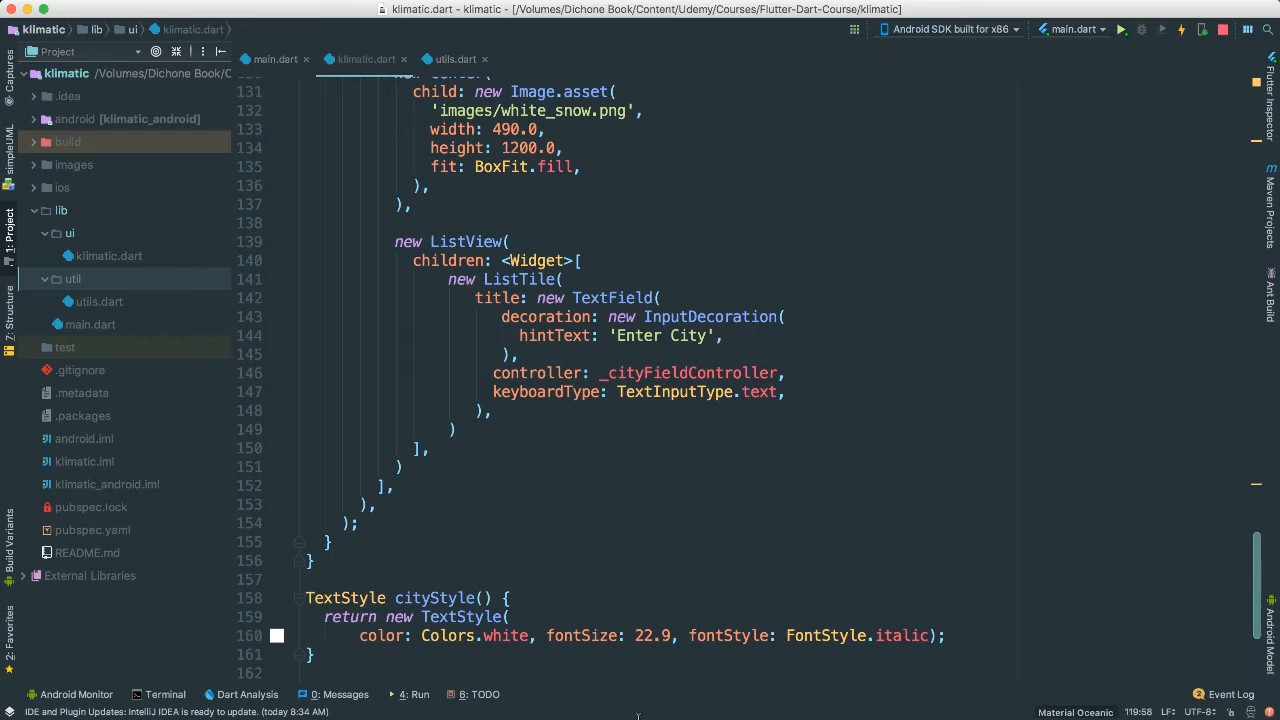 klimatic.dart - klimatic - [/Volumes/Dichone Book/Content/Udemy/Courses/Flutter-Dart-Course/klimatic]
klimatic lib ui klimatic.dart
Android SDK built for x86 main.dart
Project
main.dart klimatic.dart utils.dart
klimatic /Volumes/Dichone Book/C
.idea
android [klimatic_android]
build
images
ios
lib
ui
klimatic.dart
util
utils.dart
main.dart
test
.gitignore
.metadata
.packages
android.iml
klimatic.iml
klimatic_android.iml
pubspec.lock
pubspec.yaml
README.md
External Libraries
Captures
simpleUML
1: Project
7: Structure
Build Variants
2: Favorites
131 child: new Image.asset(
132 'images/white_snow.png',
133 width: 490.0,
134 height: 1200.0,
135 fit: BoxFit.fill,
136 ),
137 ),
138
139 new ListView(
140 children: <Widget>[
141 new ListTile(
142 title: new TextField(
143 decoration: new InputDecoration(
144 hintText: 'Enter City',
145 ),
146 controller: _cityFieldController,
147 keyboardType: TextInputType.text,
148 ),
149 )
150 ],
151 )
152 ],
153 ),
154 );
155 }
156 }
157
158 TextStyle cityStyle() {
159 return new TextStyle(
160 color: Colors.white, fontSize: 22.9, fontStyle: FontStyle.italic);
161 }
162
Flutter Inspector
Maven Projects
Ant Build
Android Model
Android Monitor Terminal Dart Analysis 0: Messages 4: Run 6: TODO 2 Event Log
IDE and Plugin Updates: IntelliJ IDEA is ready to update. (today 8:34 AM) Material Oceanic 119:58 LF÷ UTF-8÷